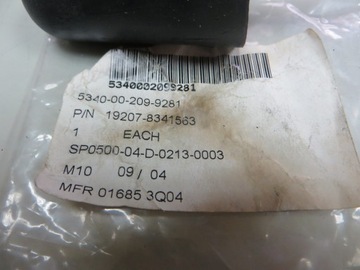 5340002099281
5340-00-209-9281
P/N 19207-8341563
1 EACH
SP0500-04-D-0213-0003
M10 09/04
MFR 01685 3Q04